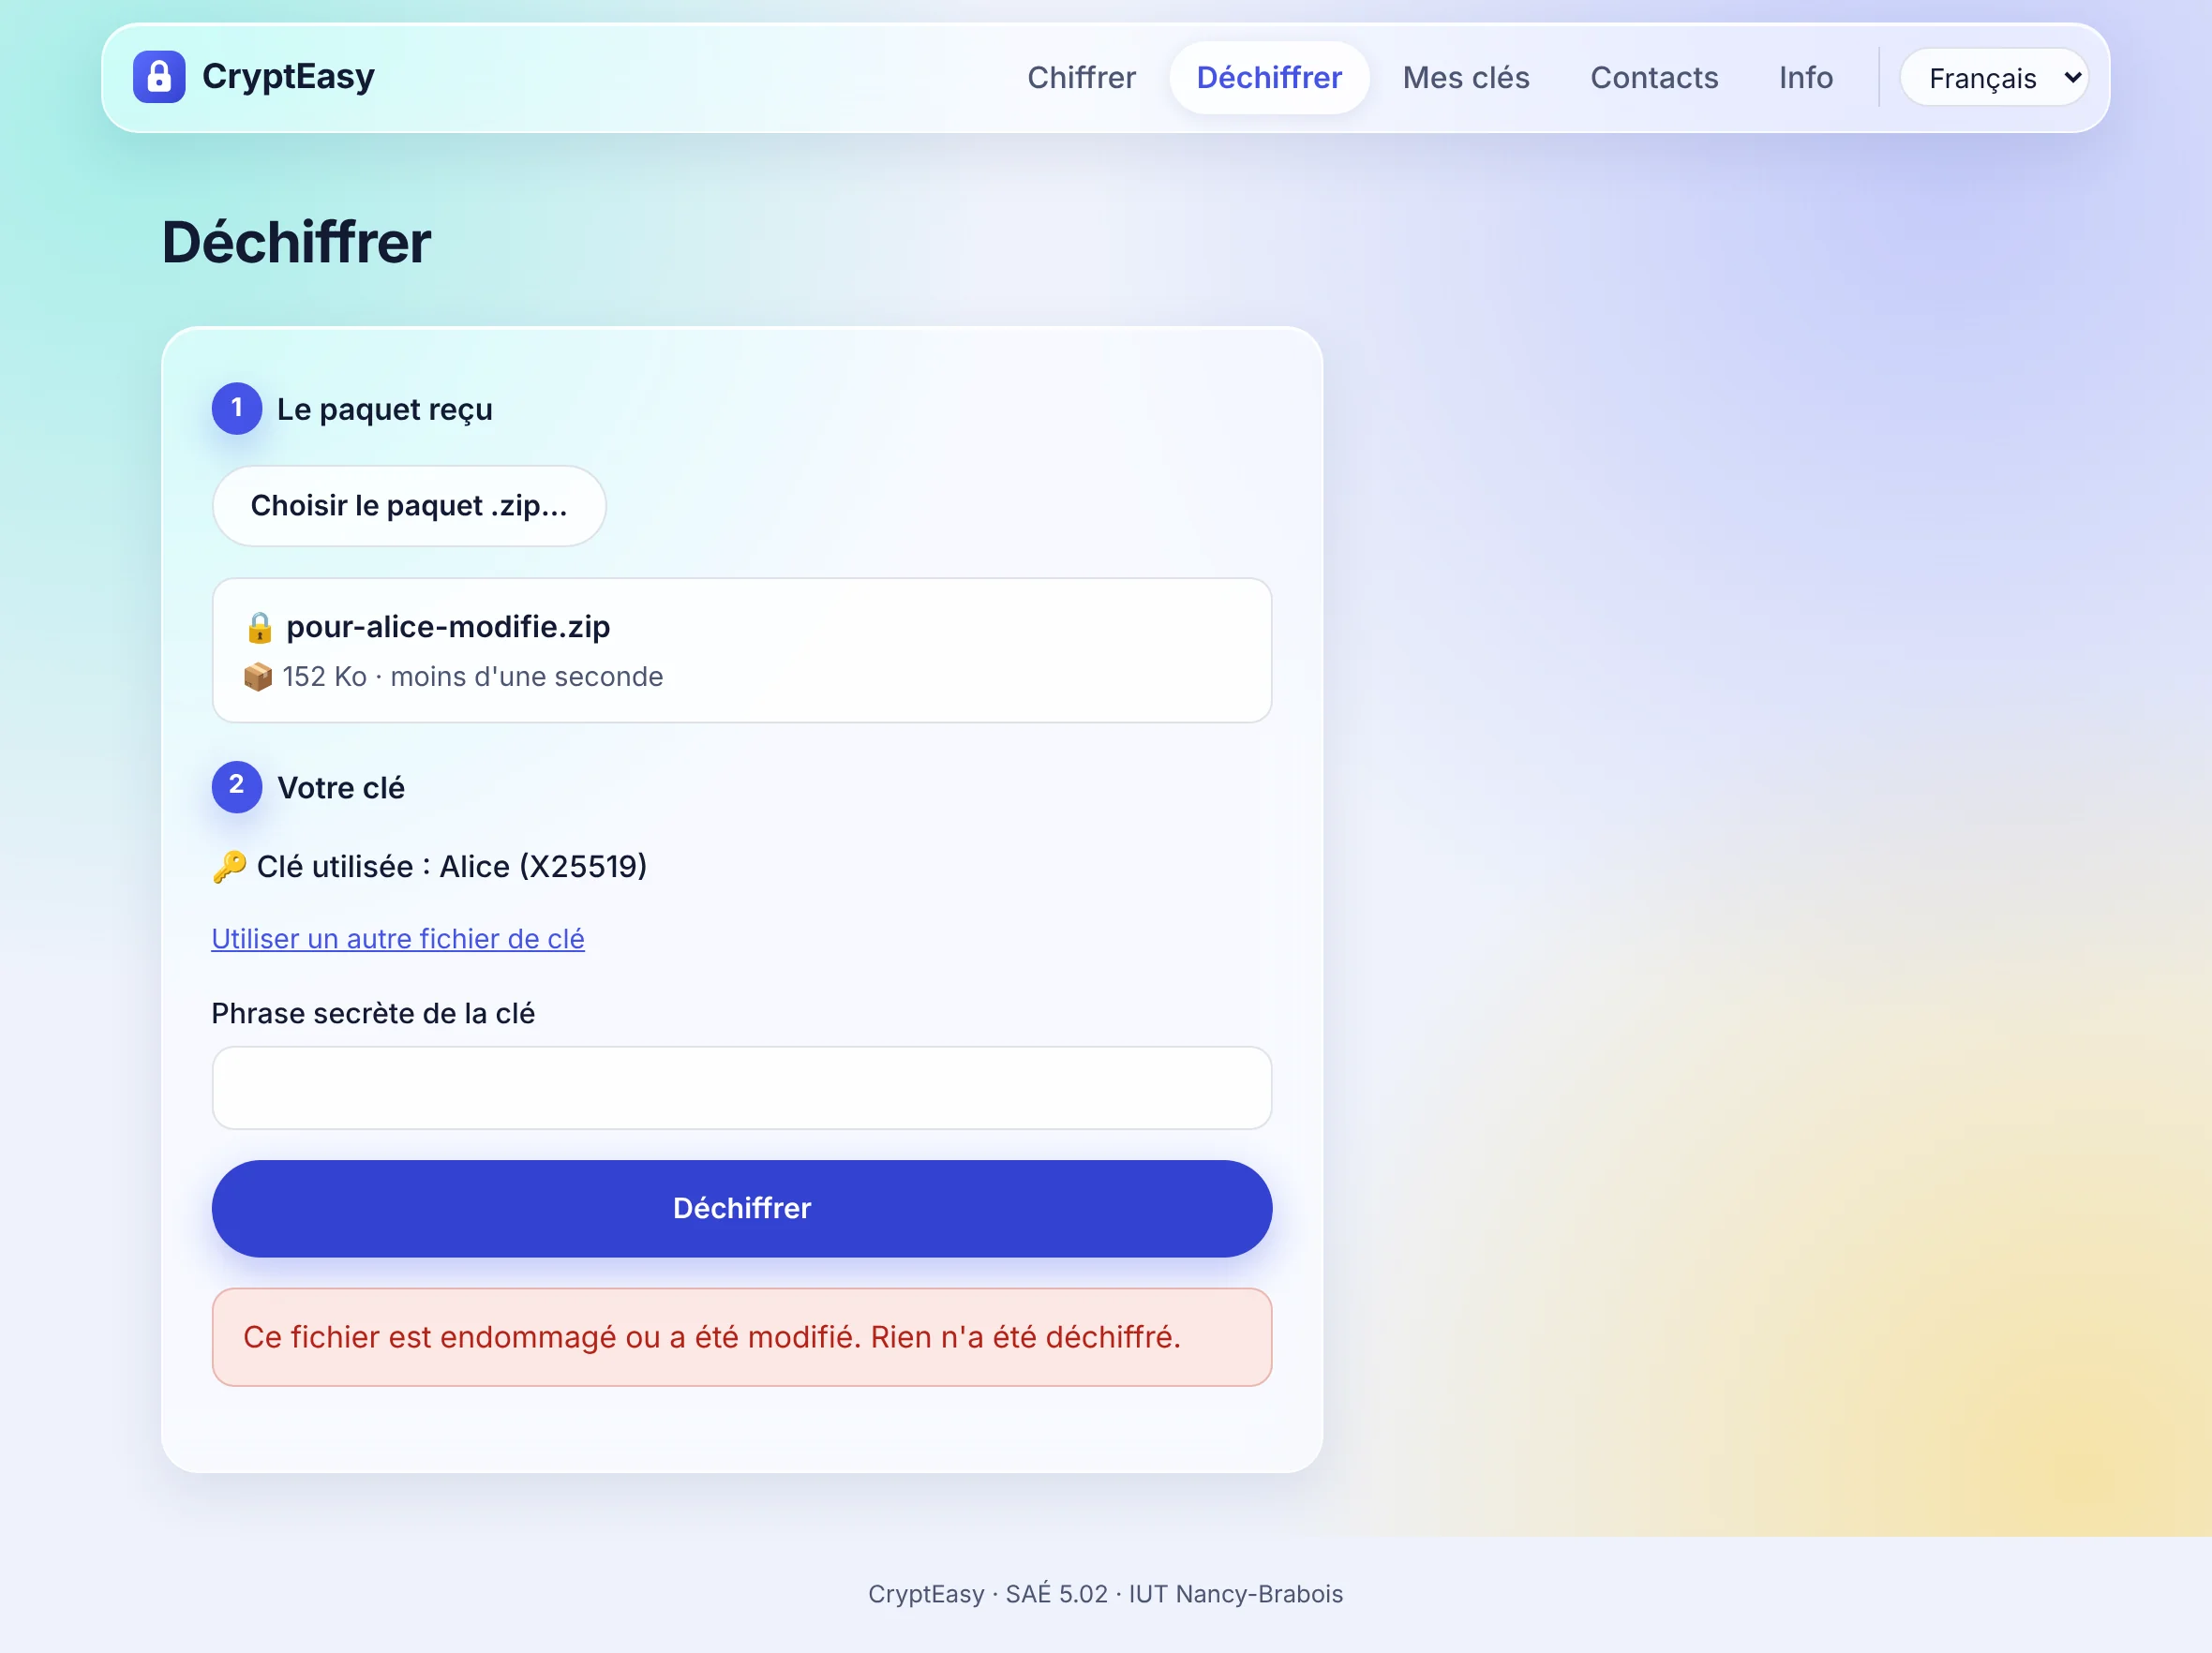 CryptEasy
Chiffrer
Déchiffrer
Mes clés
Contacts
Info
Français
Déchiffrer
1 Le paquet reçu
Choisir le paquet .zip...
🔒 pour-alice-modifie.zip
📦 152 Ko · moins d'une seconde
2 Votre clé
🔑 Clé utilisée : Alice (X25519)
Utiliser un autre fichier de clé
Phrase secrète de la clé
Déchiffrer
Ce fichier est endommagé ou a été modifié. Rien n'a été déchiffré.
CryptEasy · SAÉ 5.02 · IUT Nancy-Brabois